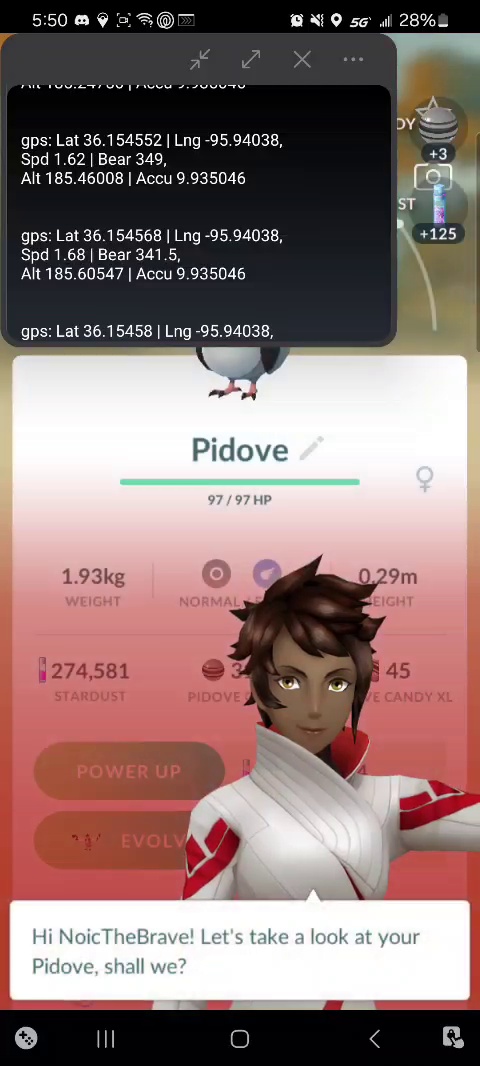 5:50
5G
28%
Alt 185.24736 | Accu 9.935046
DY
+3
gps: Lat 36.154552 | Lng -95.94038,
Spd 1.62 | Bear 349,
Alt 185.46008 | Accu 9.935046
ST
+125
gps: Lat 36.154568 | Lng -95.94038,
Spd 1.68 | Bear 341.5,
Alt 185.60547 | Accu 9.935046
gps: Lat 36.15458 | Lng -95.94038,
Pidove
97 / 97 HP
1.93kg
0.29m
WEIGHT
NORMAL
274,581
45
STARDUST
PIDOVE
CANDY XL
POWER UP
EVOLV
Hi NoicTheBrave! Let's take a look at your
Pidove, shall we?